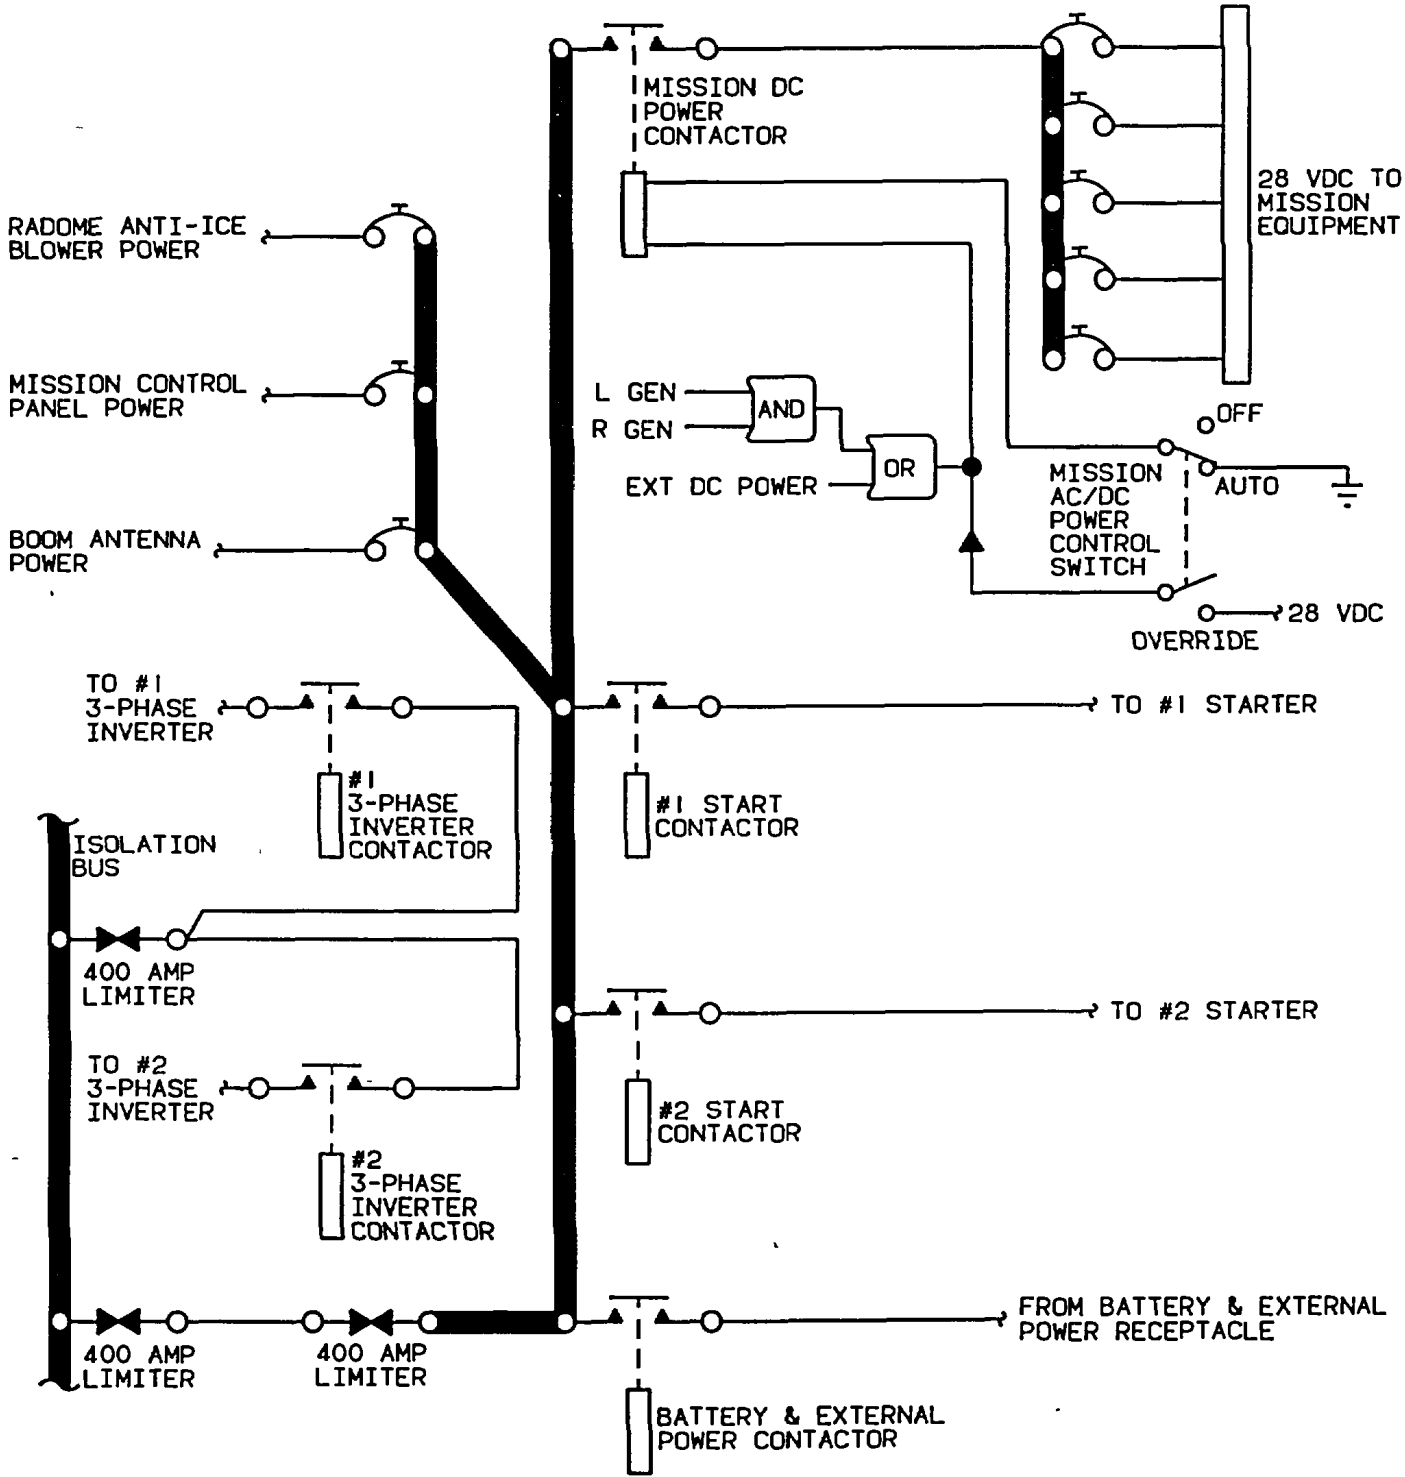 MISSION DC
POWER
CONTACTOR
28 VDC TO
MISSION
EQUIPMENT
RADOME ANTI-ICE
BLOWER POWER
MISSION CONTROL
PANEL POWER
BOOM ANTENNA
POWER
L GEN
R GEN
AND
OR
EXT DC POWER
OFF
AUTO
MISSION
AC/DC
POWER
CONTROL
SWITCH
28 VDC
OVERRIDE
TO #1
3-PHASE
INVERTER
#1
3-PHASE
INVERTER
CONTACTOR
TO #1 STARTER
#1 START
CONTACTOR
ISOLATION
BUS
400 AMP
LIMITER
TO #2 STARTER
TO #2
3-PHASE
INVERTER
#2 START
CONTACTOR
#2
3-PHASE
INVERTER
CONTACTOR
400 AMP
LIMITER
400 AMP
LIMITER
FROM BATTERY & EXTERNAL
POWER RECEPTACLE
BATTERY & EXTERNAL
POWER CONTACTOR